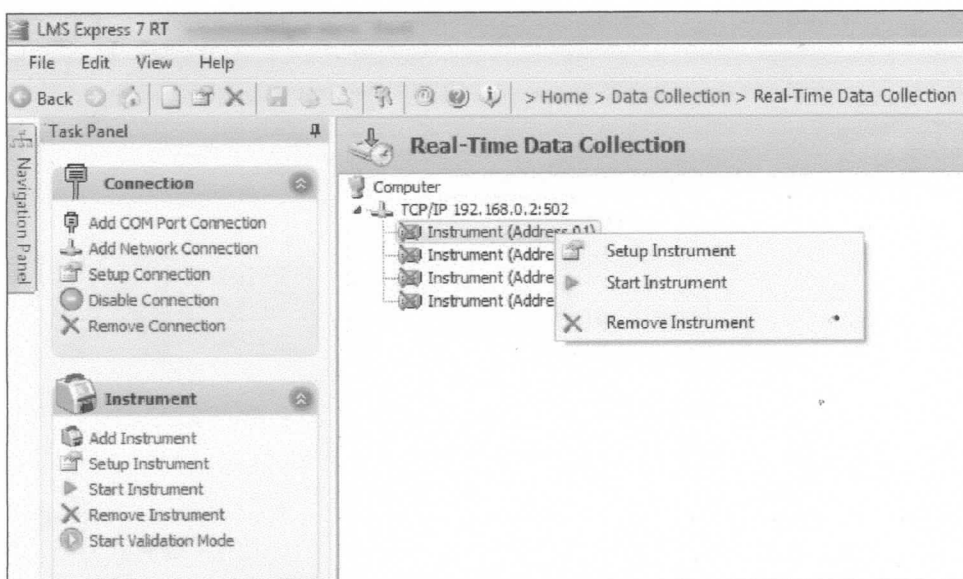 LMS Express 7 RT
File Edit View Help
Back > Home > Data Collection > Real-Time Data Collection
Navigation Panel
Task Panel
Connection
Add COM Port Connection
Add Network Connection
Setup Connection
Disable Connection
Remove Connection
Instrument
Add Instrument
Setup Instrument
Start Instrument
Remove Instrument
Start Validation Mode
Real-Time Data Collection
Computer
TCP/IP 192.168.0.2:502
Instrument (Address 01)
Instrument (Addre
Instrument (Addre
Instrument (Addre
Setup Instrument
Start Instrument
Remove Instrument